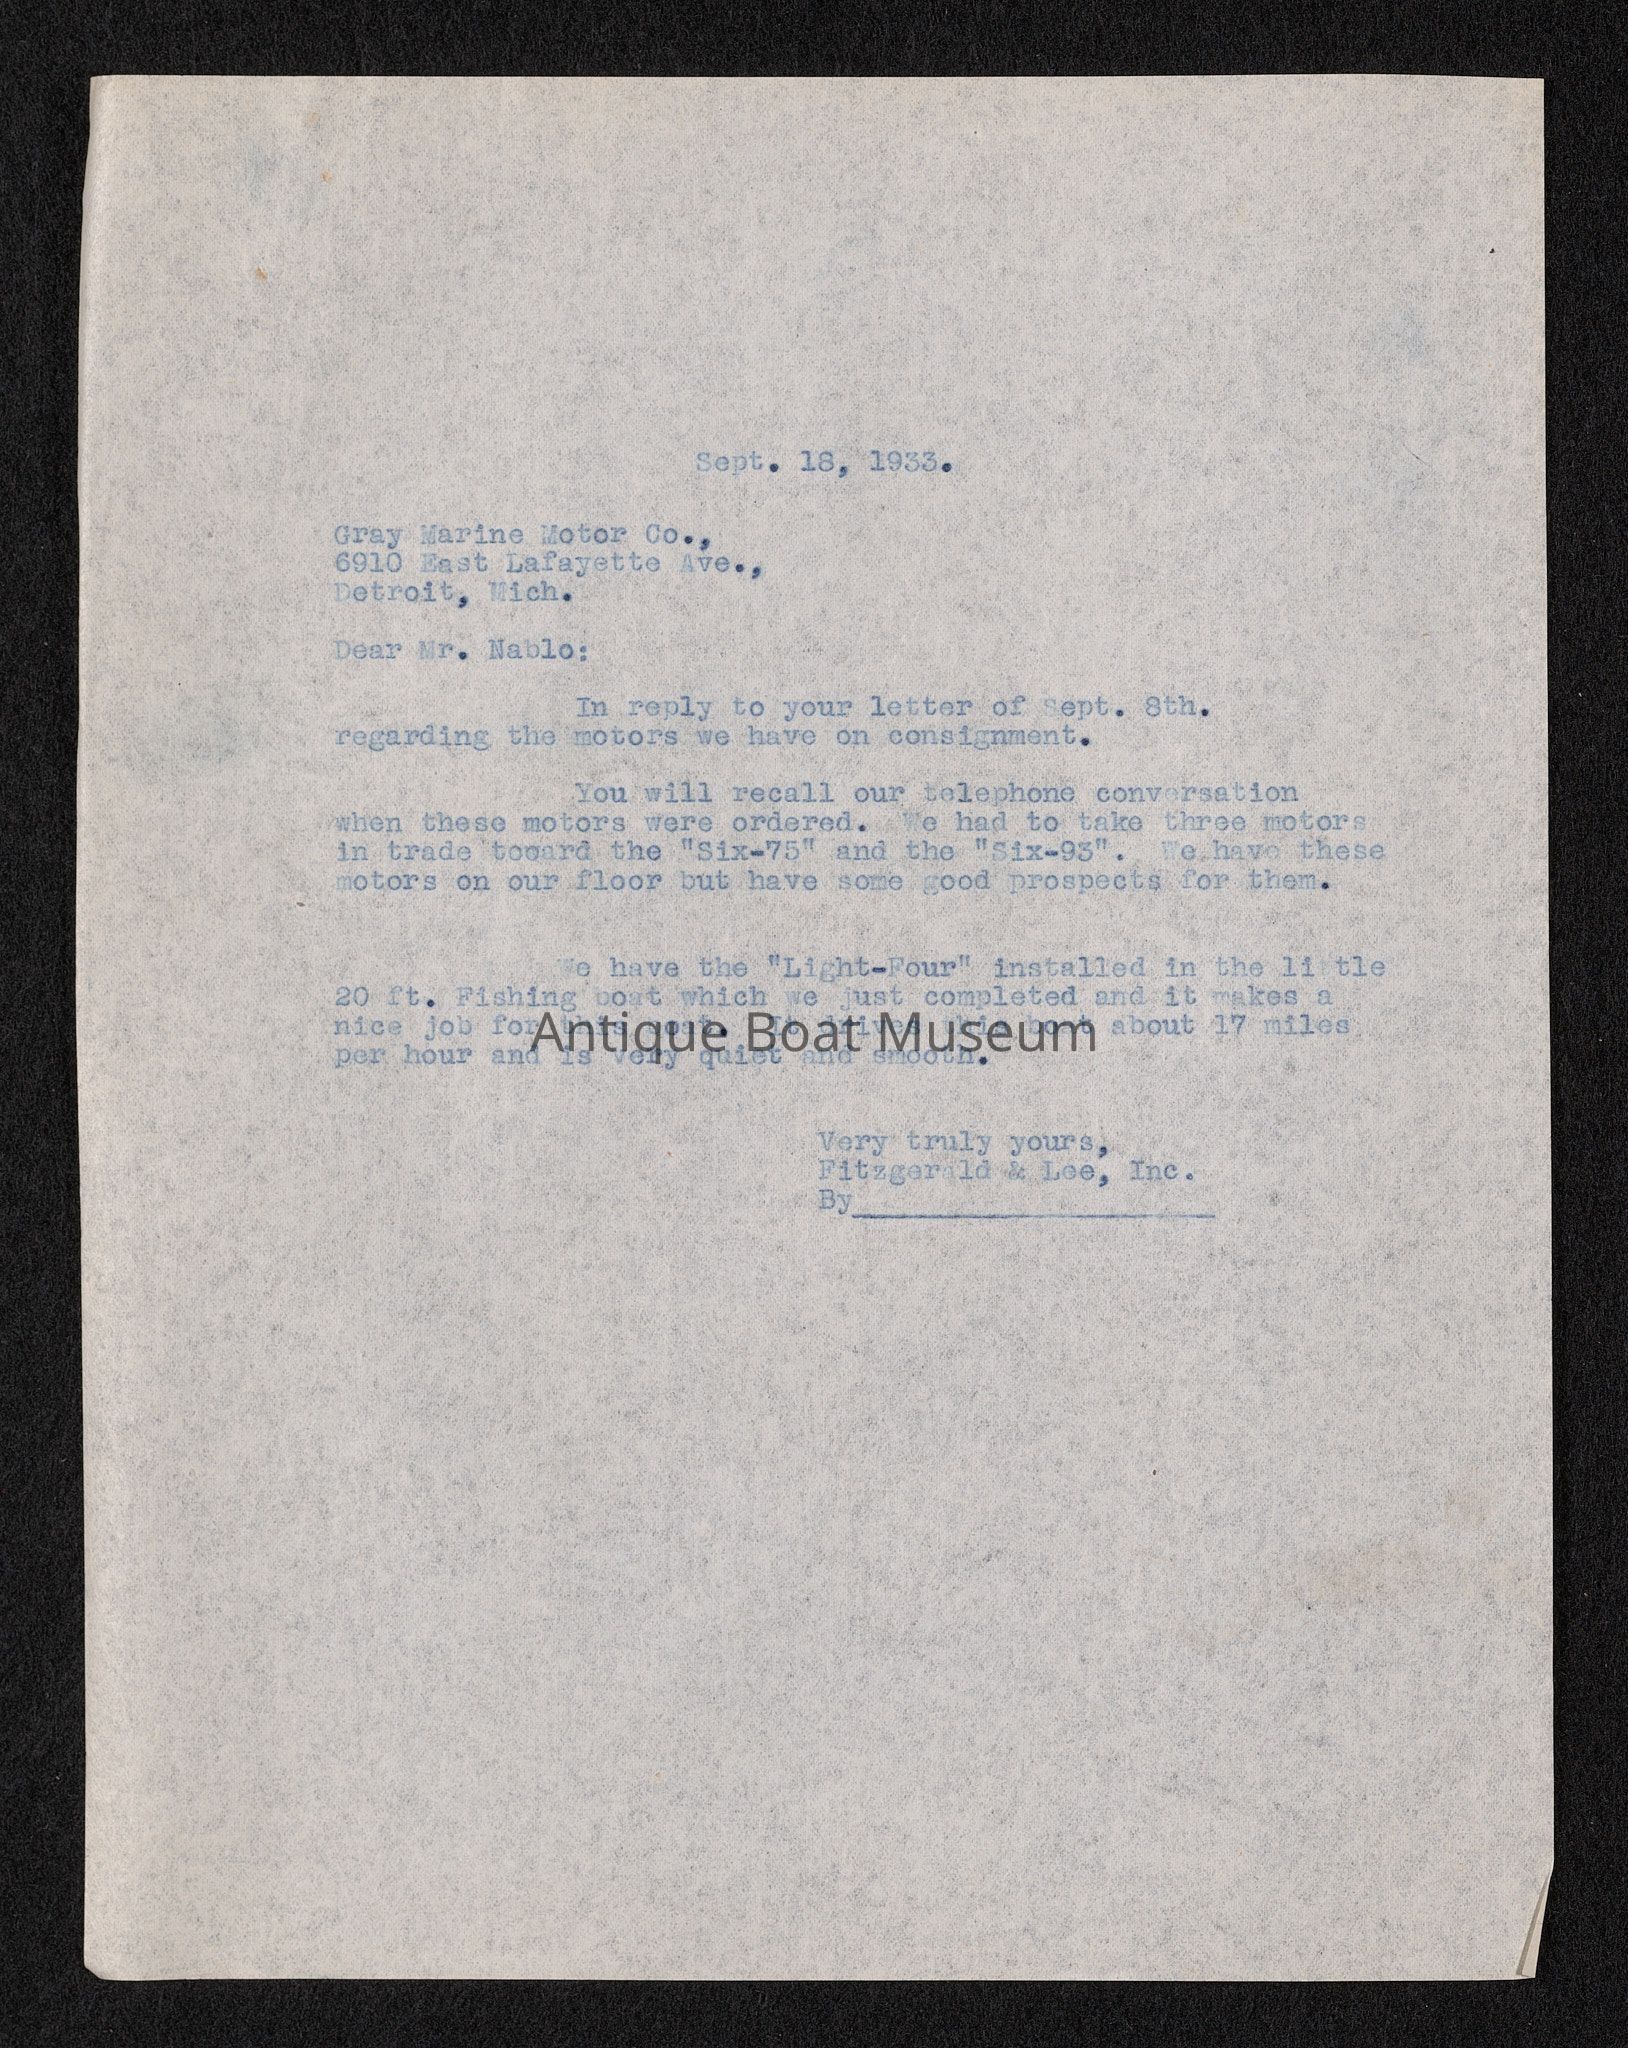 Sept. 18, 1933.
Gray Marine Motor Co.,
6910 East Lafayette Ave.,
Detroit, Mich.
Dear Mr. Nablo:
In reply to your letter of Sept. 8th.
regarding the motors we have on consignment.
You will recall our telephone conversation
when these motors were ordered. We had to take three motors
in trade toward the "Six-75" and the "Six-93". We have these
motors on our floor but have some good prospects for them.
We have the "Light-Four" installed in the little
20 ft. Fishing boat which we just completed and it makes a
nice job for this post. It drives this boat about 17 miles
Antique Boat Museum
per hour and is very quiet and smooth.
Very truly yours,
Fitzgerald & Lee, Inc.
By